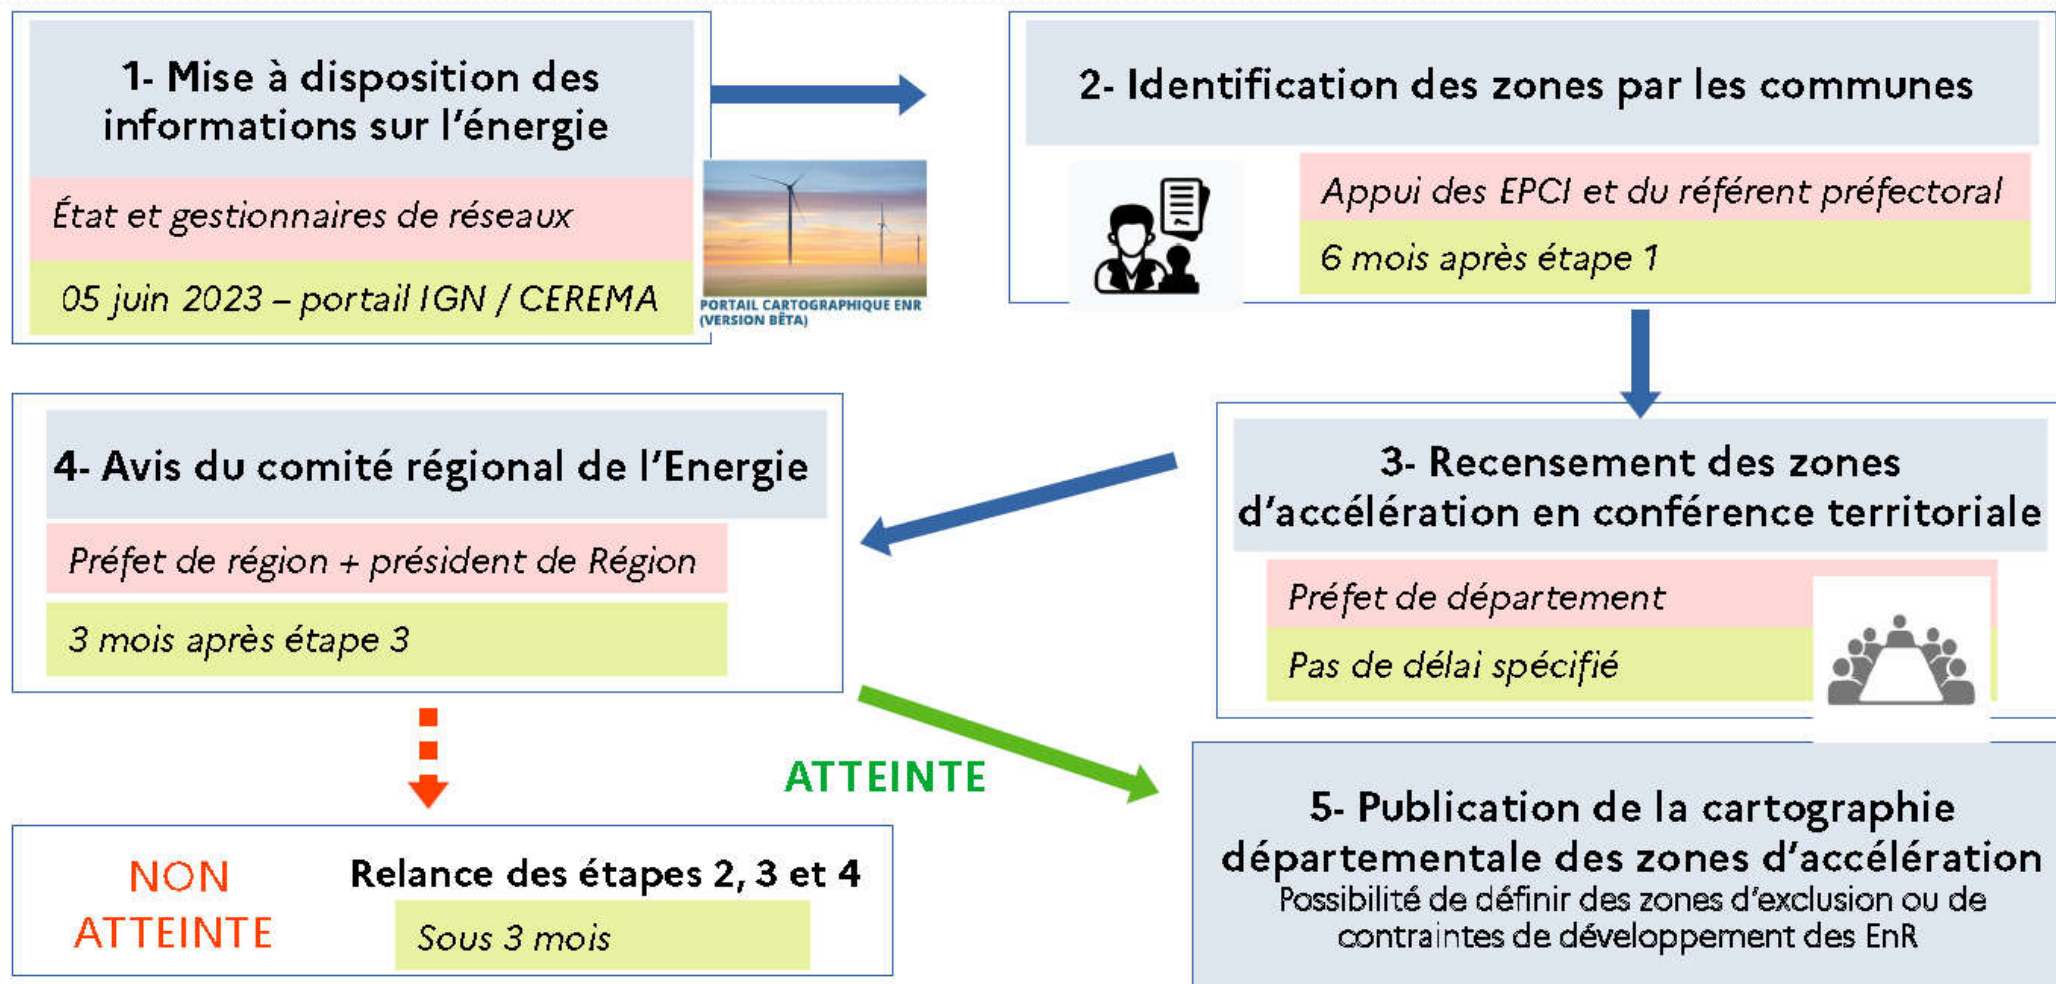 1- Mise à disposition des
informations sur l'énergie
État et gestionnaires de réseaux
05 juin 2023 – portail IGN / CEREMA
PORTAIL CARTOGRAPHIQUE ENR
(VERSION BÊTA)
2- Identification des zones par les communes
Appui des EPCI et du référent préfectoral
6 mois après étape 1
3- Recensement des zones
d'accélération en conférence territoriale
Préfet de département
Pas de délai spécifié
4- Avis du comité régional de l'Energie
Préfet de région + président de Région
3 mois après étape 3
ATTEINTE
NON
ATTEINTE
Relance des étapes 2, 3 et 4
Sous 3 mois
5- Publication de la cartographie
départementale des zones d'accélération
Possibilité de définir des zones d'exclusion ou de
contraintes de développement des EnR